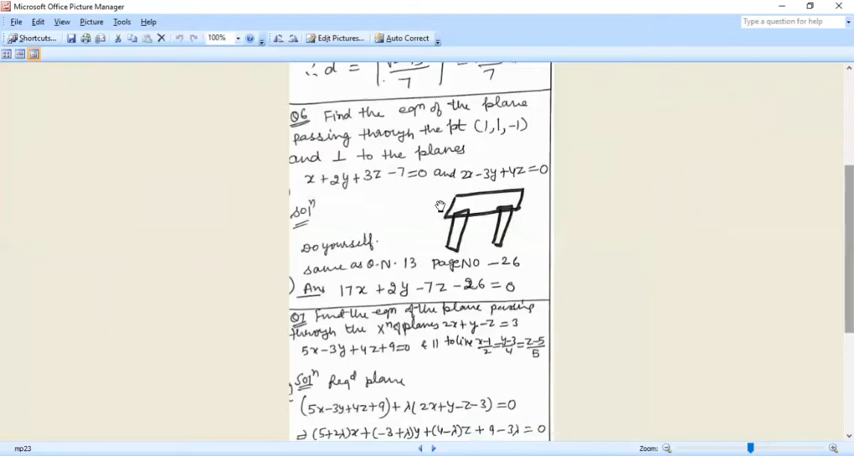 Microsoft Office Picture Manager
File Edit View Picture Tools Help
Type a question for help
Shortcuts... 100% Edit Pictures... Auto Correct
∴ d = 7 = 7
Q6 Find the eqn of the plane
passing through the pt (1,1,-1)
and ⊥ to the planes
x+2y+3z-7=0 and 2x-3y+4z=0
Solⁿ
Do yourself.
same as Q.N. 13 Page NO - 26
Ans 17x + 2y - 7z - 26 = 0
Q7 Find the eqn of the plane passing
through the Xⁿ of planes 2x+y-z=3
5x-3y+4z+9=0 & || to line x-1/2=y-3/4=z-5/5
Solⁿ Reqᵈ plane
(5x-3y+4z+9)+λ(2x+y-z-3)=0
⇒ (5+2λ)x+(-3+λ)y+(4-λ)z+9-3λ=0
mp23
Zoom: